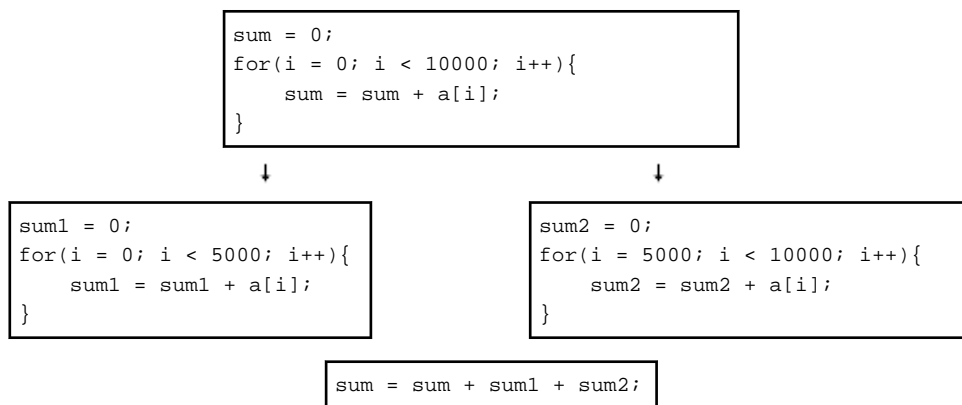 sum = 0;
for(i = 0; i < 10000; i++){
    sum = sum + a[i];
}
sum1 = 0;
for(i = 0; i < 5000; i++){
    sum1 = sum1 + a[i];
}
sum2 = 0;
for(i = 5000; i < 10000; i++){
    sum2 = sum2 + a[i];
}
sum = sum + sum1 + sum2;